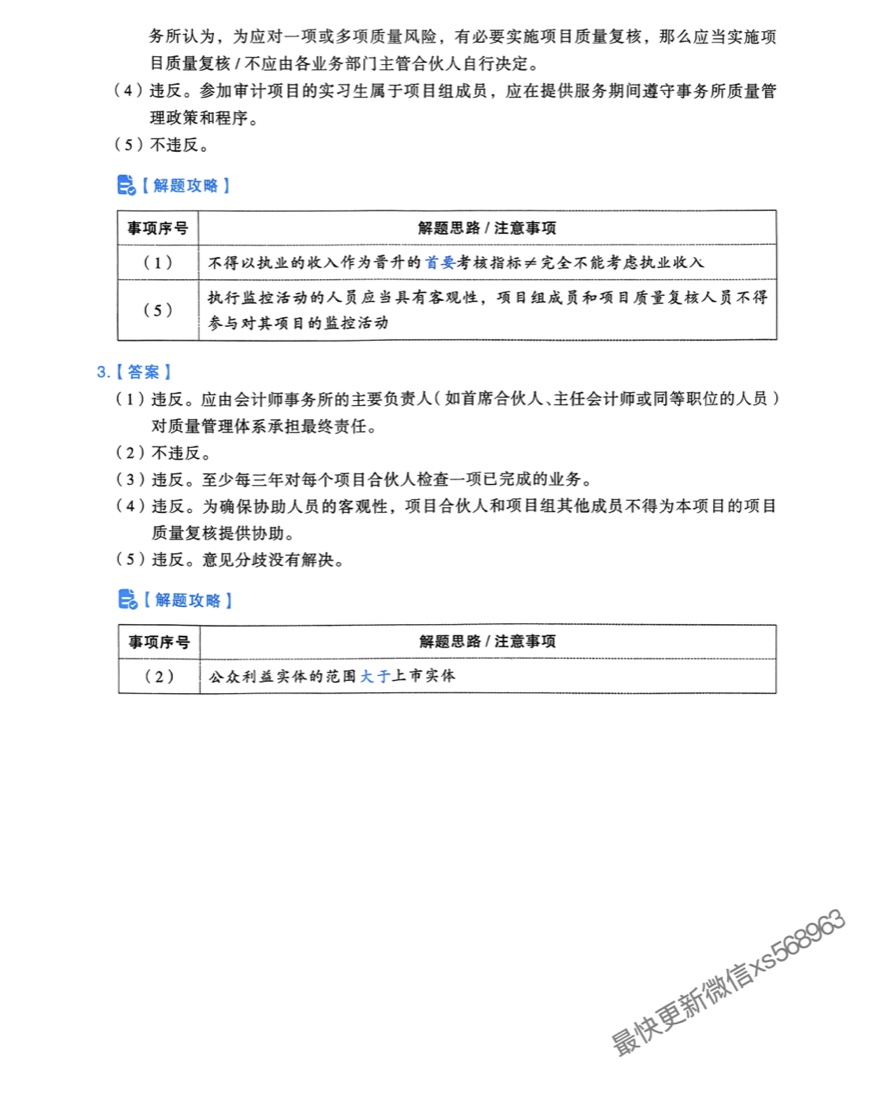 务所认为，为应对一项或多项质量风险，有必要实施项目质量复核，那么应当实施项
目质量复核 / 不应由各业务部门主管合伙人自行决定。
（4）违反。参加审计项目的实习生属于项目组成员，应在提供服务期间遵守事务所质量管
理政策和程序。
（5）不违反。
【解题攻略】
事项序号 解题思路 / 注意事项
（1） 不得以执业的收入作为晋升的首要考核指标≠完全不能考虑执业收入
（5） 执行监控活动的人员应当具有客观性，项目组成员和项目质量复核人员不得
参与对其项目的监控活动
3.【答案】
（1）违反。应由会计师事务所的主要负责人（如首席合伙人、主任会计师或同等职位的人员）
对质量管理体系承担最终责任。
（2）不违反。
（3）违反。至少每三年对每个项目合伙人检查一项已完成的业务。
（4）违反。为确保协助人员的客观性，项目合伙人和项目组其他成员不得为本项目的项目
质量复核提供协助。
（5）违反。意见分歧没有解决。
【解题攻略】
事项序号 解题思路 / 注意事项
（2） 公众利益实体的范围大于上市实体
最快更新微信xs568963